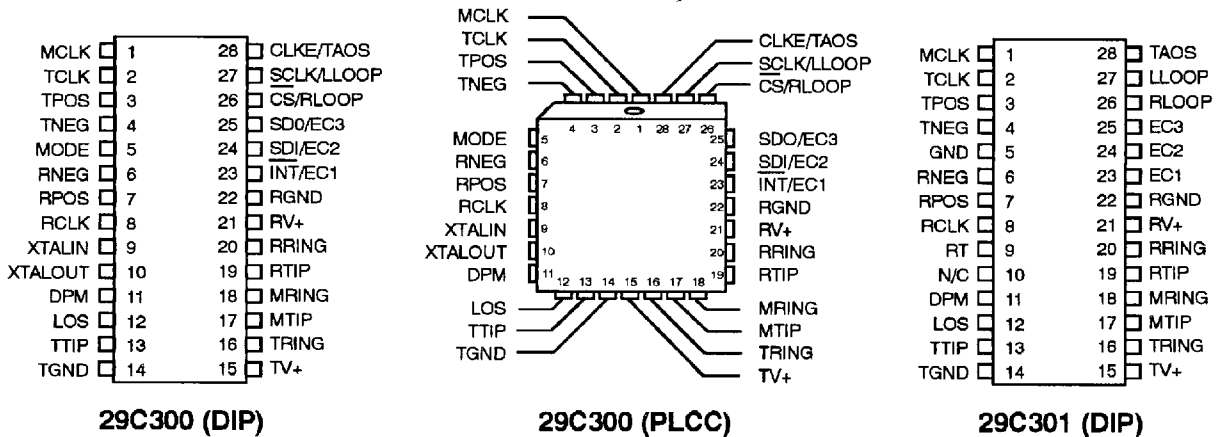 MCLK 1 28 CLKE/TAOS
TCLK 2 27 SCLK/LLOOP
TPOS 3 26 CS/RLOOP
TNEG 4 25 SD0/EC3
MODE 5 24 SDI/EC2
RNEG 6 23 INT/EC1
RPOS 7 22 RGND
RCLK 8 21 RV+
XTALIN 9 20 RRING
XTALOUT 10 19 RTIP
DPM 11 18 MRING
LOS 12 17 MTIP
TTIP 13 16 TRING
TGND 14 15 TV+
29C300 (DIP)
MCLK
TCLK CLKE/TAOS
TPOS SCLK/LLOOP
TNEG CS/RLOOP
4 3 2 1 28 27 26
MODE 5 25 SDO/EC3
RNEG 6 24 SDI/EC2
RPOS 7 23 INT/EC1
RCLK 8 22 RGND
XTALIN 9 21 RV+
XTALOUT 10 20 RRING
DPM 11 19 RTIP
12 13 14 15 16 17 18
LOS MRING
TTIP MTIP
TGND TRING
TV+
29C300 (PLCC)
MCLK 1 28 TAOS
TCLK 2 27 LLOOP
TPOS 3 26 RLOOP
TNEG 4 25 EC3
GND 5 24 EC2
RNEG 6 23 EC1
RPOS 7 22 RGND
RCLK 8 21 RV+
RT 9 20 RRING
N/C 10 19 RTIP
DPM 11 18 MRING
LOS 12 17 MTIP
TTIP 13 16 TRING
TGND 14 15 TV+
29C301 (DIP)